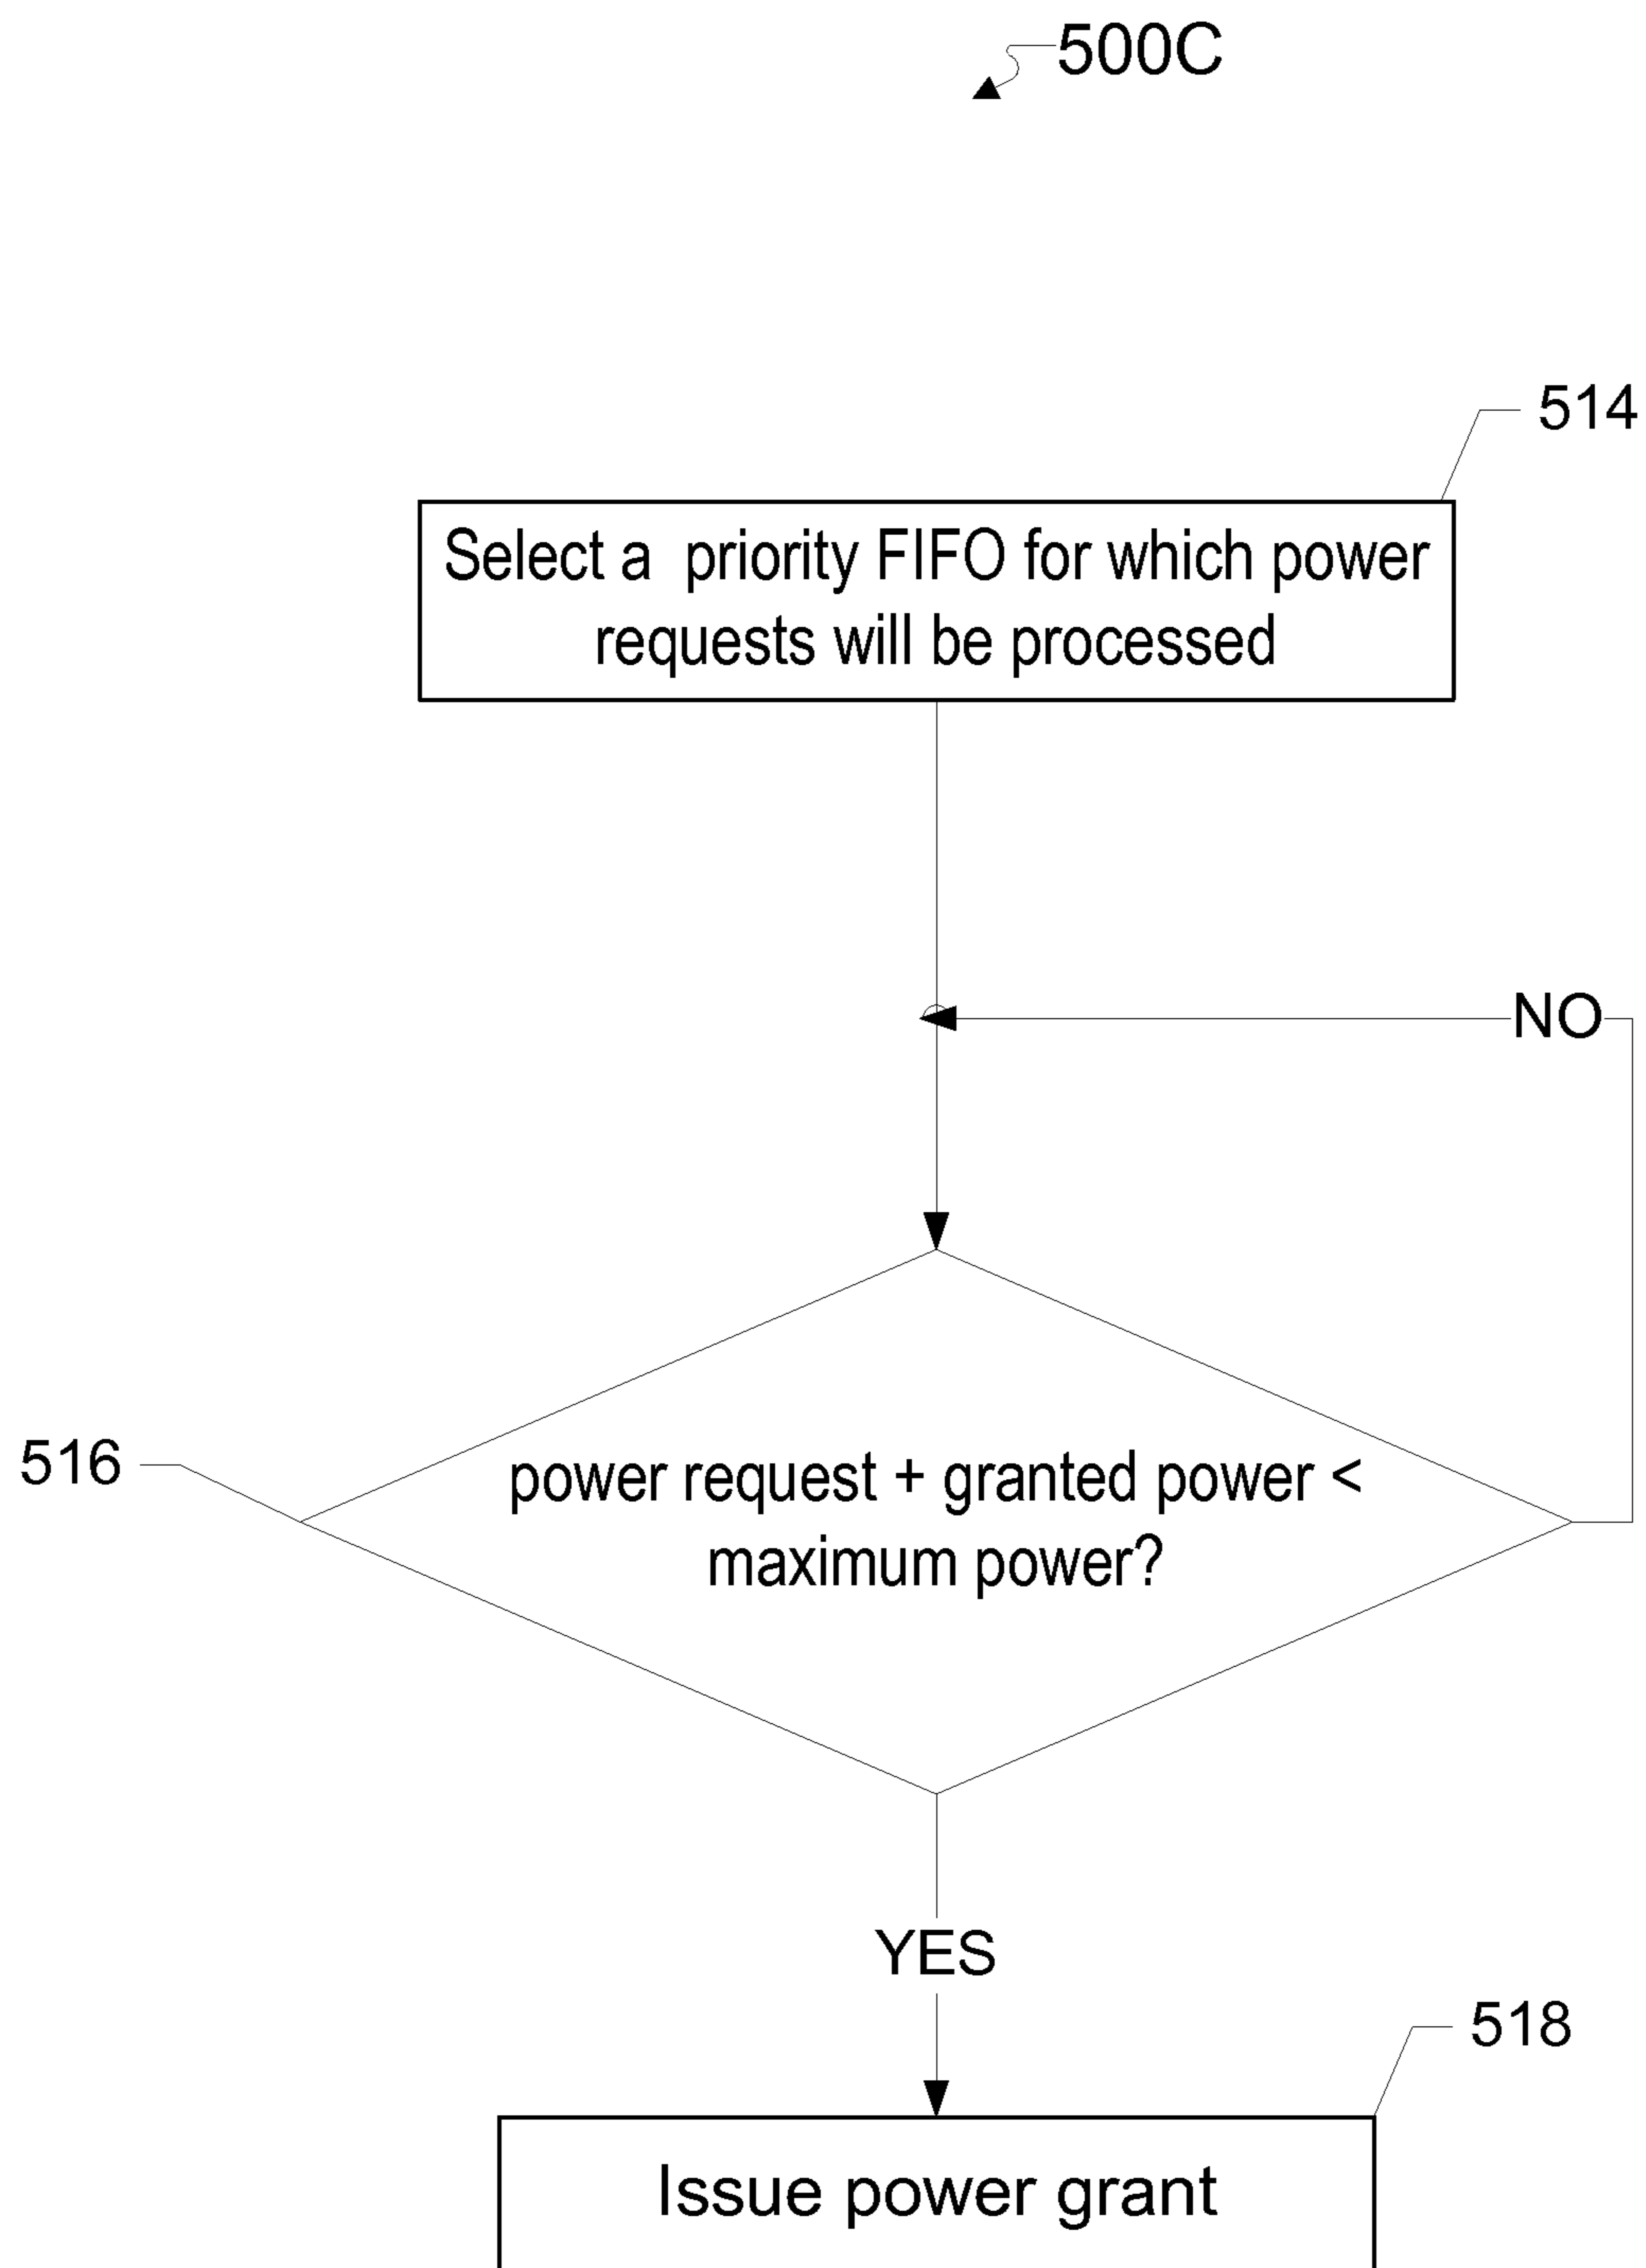 500C
514
Select a priority FIFO for which power
requests will be processed
NO
516
power request + granted power <
maximum power?
YES
518
Issue power grant